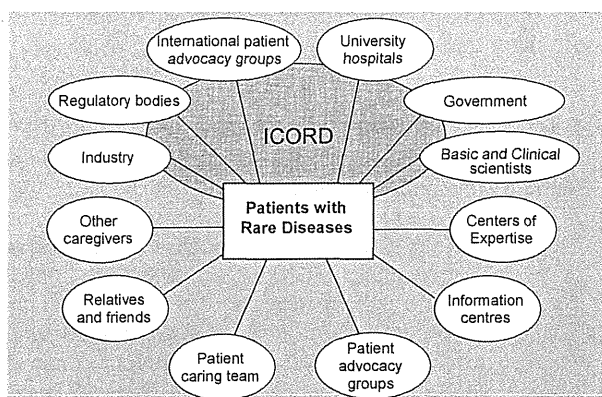 International patient
advocacy groups
University
hospitals
Regulatory bodies
Government
ICORD
Industry
Basic and Clinical
scientists
Patients with
Rare Diseases
Other
caregivers
Centers of
Expertise
Relatives
and friends
Information
centres
Patient
caring team
Patient
advocacy
groups